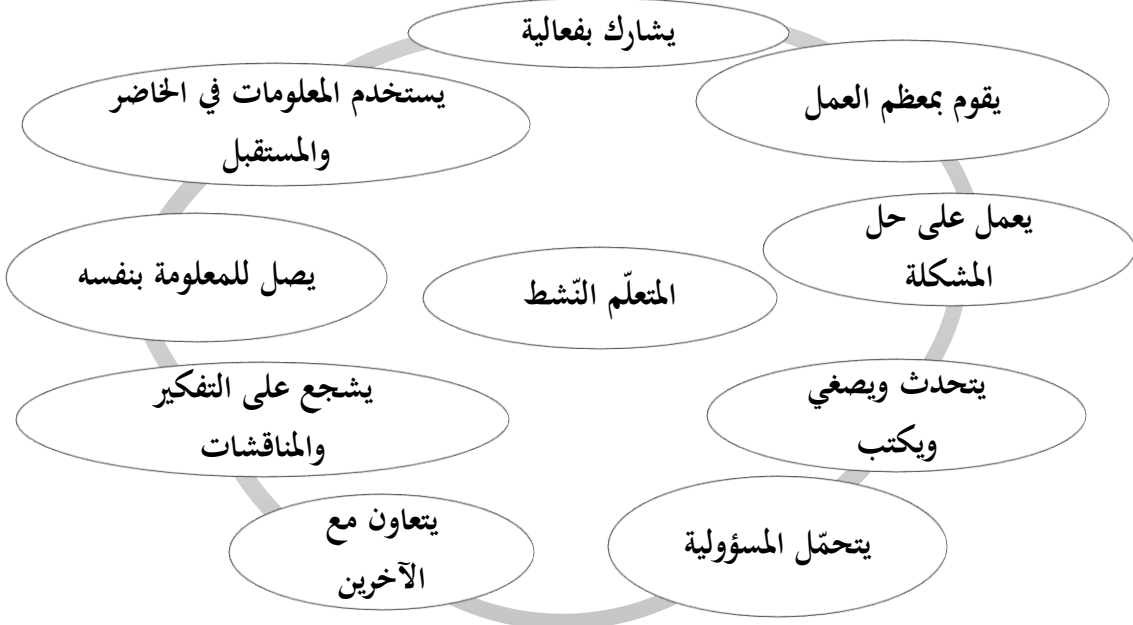 يشارك بفعالية
يقوم بمعظم العمل
يعمل على حل
المشكلة
يتحدث ويصغي
ويكتب
يتحمّل المسؤولية
يتعاون مع
الآخرين
يشجع على التفكير
والمناقشات
يصل للمعلومة بنفسه
يستخدم المعلومات في الخاضر
والمستقبل
المتعلّم النّشط